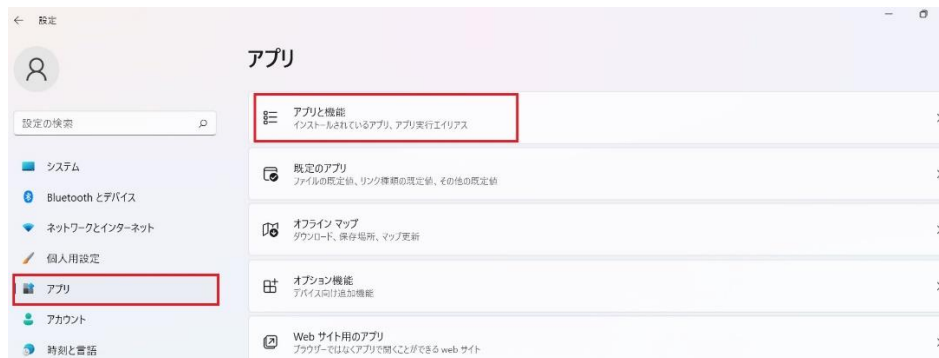 ← 設定
アプリ
設定の検索
システム
Bluetooth とデバイス
ネットワークとインターネット
個人用設定
アプリ
アカウント
時刻と言語
アプリと機能
インストールされているアプリ、アプリ実行エイリアス
既定のアプリ
ファイルの既定値、リンク種類の既定値、その他の既定値
オフライン マップ
ダウンロード、保存場所、マップ更新
オプション機能
デバイス向け追加機能
Web サイト用のアプリ
ブラウザーではなくアプリで開くことができる web サイト